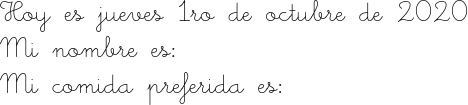 Hoy es jueves 1ro de octubre de 2020
Mi nombre es:
Mi comida preferida es: